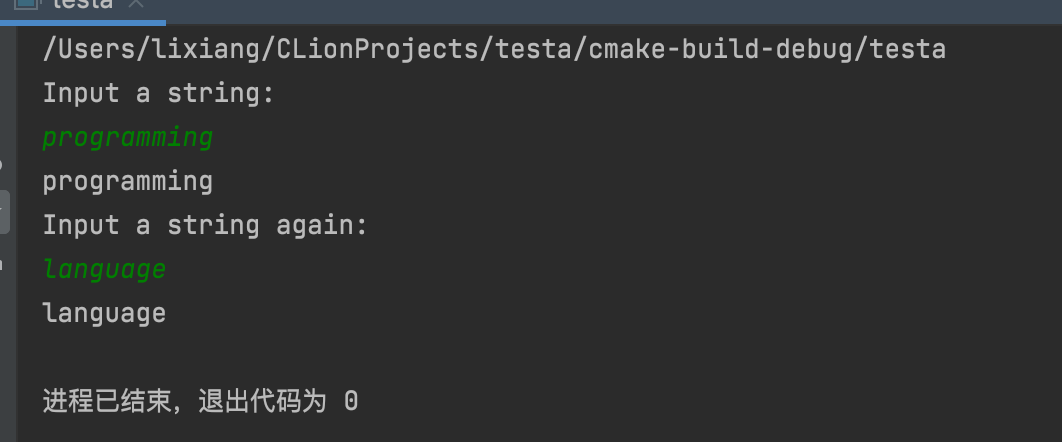 testa
/Users/lixiang/CLionProjects/testa/cmake-build-debug/testa
Input a string:
programming
programming
Input a string again:
language
language
进程已结束，退出代码为 0